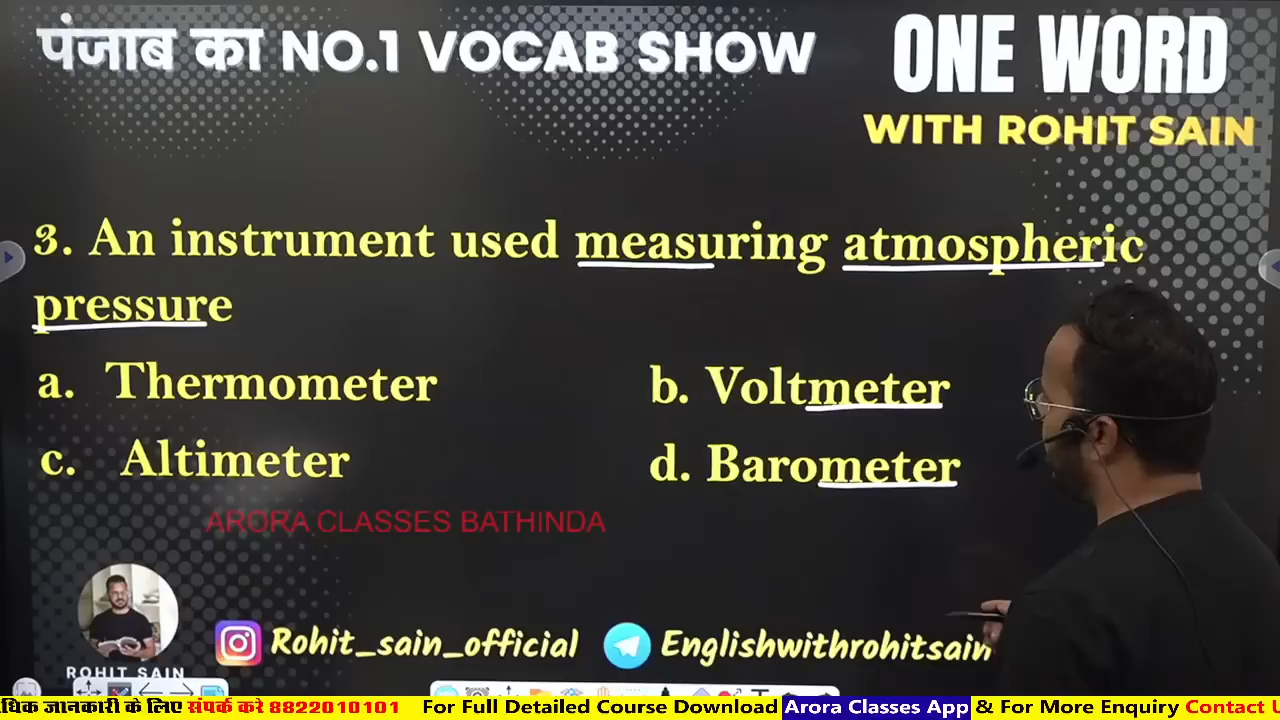 पंजाब का NO.1 VOCAB SHOW
ONE WORD
WITH ROHIT SAIN
3. An instrument used measuring atmospheric
pressure
a. Thermometer
b. Voltmeter
c. Altimeter
d. Barometer
ARORA CLASSES BATHINDA
Rohit_sain_official
Englishwithrohitsain
ROHIT SAIN
जानकारी के लिए संपर्क करे 8822010101 For Full Detailed Course Download Arora Classes App & For More Enquiry Contact